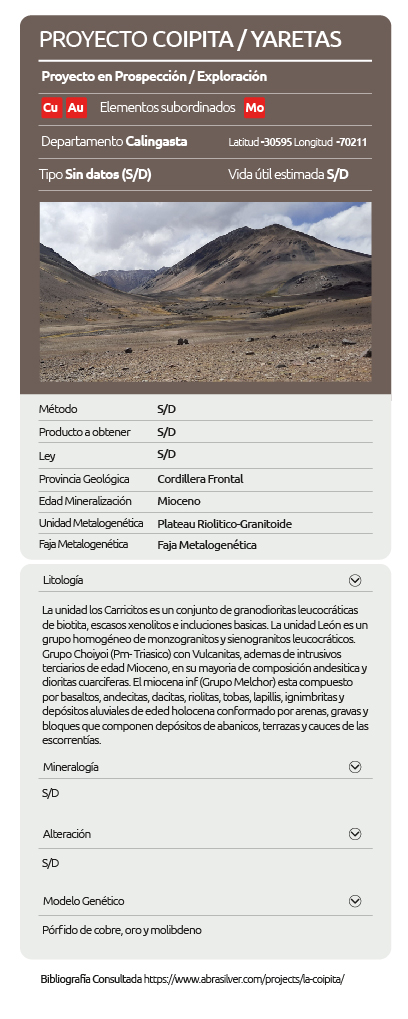 PROYECTO COIPITA / YARETAS
Proyecto en Prospección / Exploración
Cu Au Elementos subordinados Mo
Departamento Calingasta Latitud -30595 Longitud -70211
Tipo Sin datos (S/D) Vida útil estimada S/D
Método S/D
Producto a obtener S/D
Ley S/D
Provincia Geológica Cordillera Frontal
Edad Mineralización Mioceno
Unidad Metalogenética Plateau Riolitico-Granitoide
Faja Metalogenética Faja Metalogenética
Litología
La unidad los Carricitos es un conjunto de granodioritas leucocráticas
de biotita, escasos xenolitos e incluciones basicas. La unidad León es un
grupo homogéneo de monzogranitos y sienogranitos leucocráticos.
Grupo Choiyoi (Pm- Triasico) con Vulcanitas, ademas de intrusivos
terciarios de edad Mioceno, en su mayoria de composición andesitica y
dioritas cuarciferas. El miocena inf (Grupo Melchor) esta compuesto
por basaltos, andecitas, dacitas, riolitas, tobas, lapillis, ignimbritas y
depósitos aluviales de eded holocena conformado por arenas, gravas y
bloques que componen depósitos de abanicos, terrazas y cauces de las
escorrentías.
Mineralogía
S/D
Alteración
S/D
Modelo Genético
Pórfido de cobre, oro y molibdeno
Bibliografía Consultada https://www.abrasilver.com/projects/la-coipita/